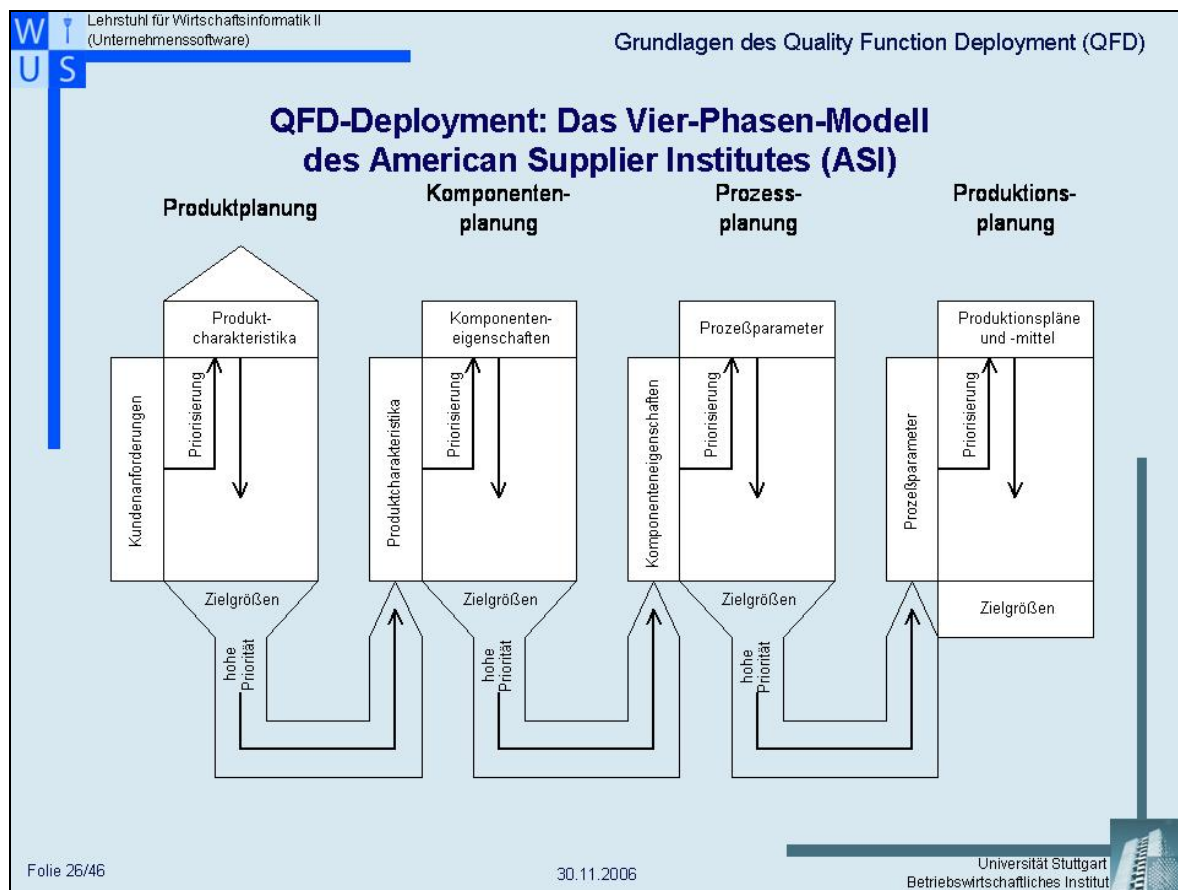 W
U S
Lehrstuhl für Wirtschaftsinformatik II
(Unternehmenssoftware)
Grundlagen des Quality Function Deployment (QFD)
QFD-Deployment: Das Vier-Phasen-Modell
des American Supplier Institutes (ASI)
Produktplanung
Komponenten-
planung
Prozess-
planung
Produktions-
planung
Produkt-
charakteristika
Kundenanforderungen
Priorisierung
Zielgrößen
hohe
Priorität
Komponenten-
eigenschaften
Produktcharakteristika
Priorisierung
Zielgrößen
hohe
Priorität
Prozeßparameter
Komponenteneigenschaften
Priorisierung
Zielgrößen
hohe
Priorität
Produktionspläne
und -mittel
Prozeßparameter
Priorisierung
Zielgrößen
Folie 26/46
30.11.2006
Universität Stuttgart
Betriebswirtschaftliches Institut